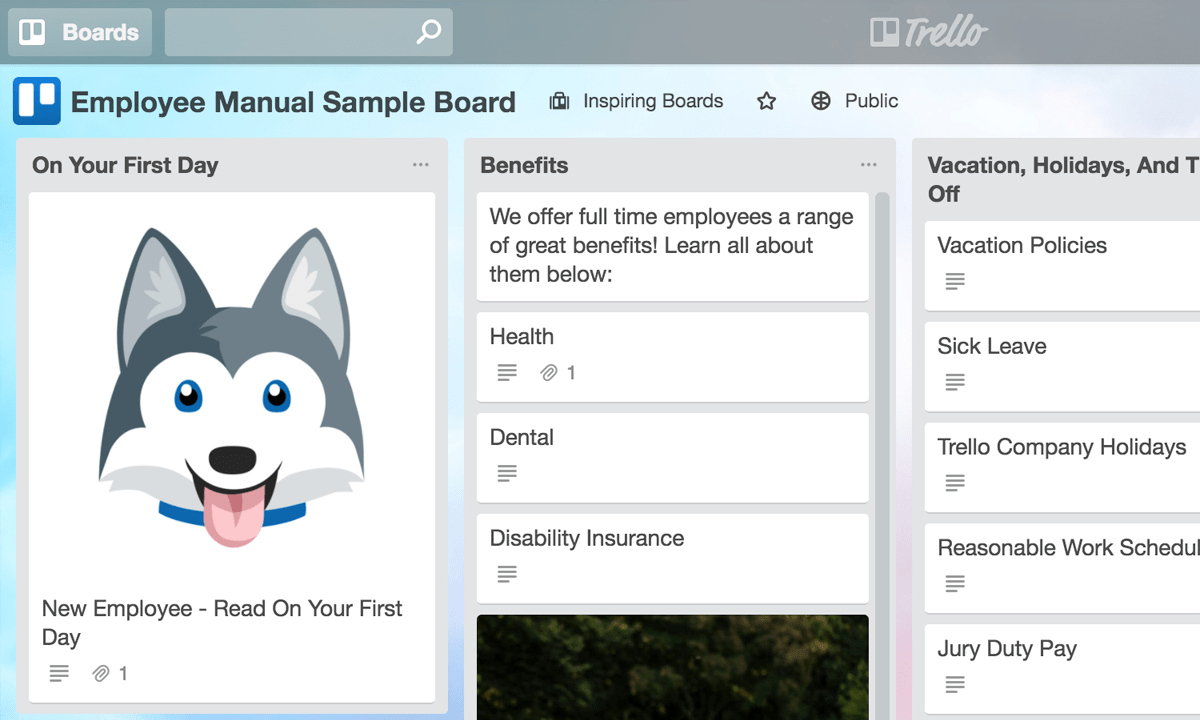 Boards
Trello
Employee Manual Sample Board
Inspiring Boards
Public
On Your First Day
New Employee - Read On Your First
Day
1
Benefits
We offer full time employees a range
of great benefits! Learn all about
them below:
Health
1
Dental
Disability Insurance
Vacation, Holidays, And T
Off
Vacation Policies
Sick Leave
Trello Company Holidays
Reasonable Work Schedul
Jury Duty Pay